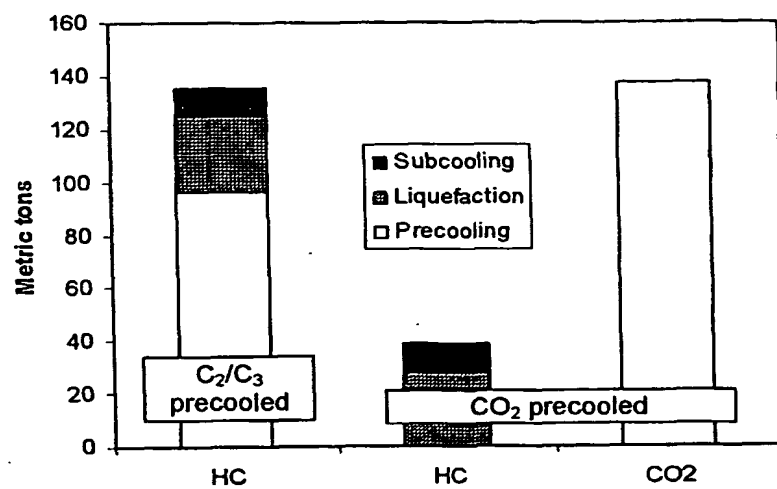 Metric tons
160
140
120
100
80
60
40
20
0
Subcooling
Liquefaction
Precooling
C₂/C₃
precooled
CO₂ precooled
HC
HC
CO2